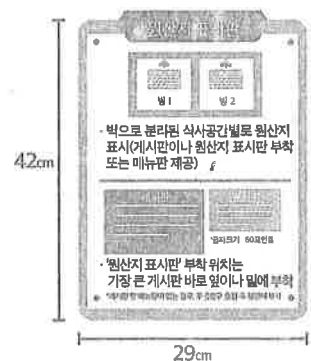 원산지 표시판
방 1 방 2
· 벽으로 분리된 식사공간별로 원산지
표시(게시판이나 원산지 표시판 부착
또는 메뉴판 제공)
*글자크기 60포인트
· '원산지 표시판' 부착 위치는
가장 큰 게시판 바로 옆이나 밑에 부착
42cm
29cm